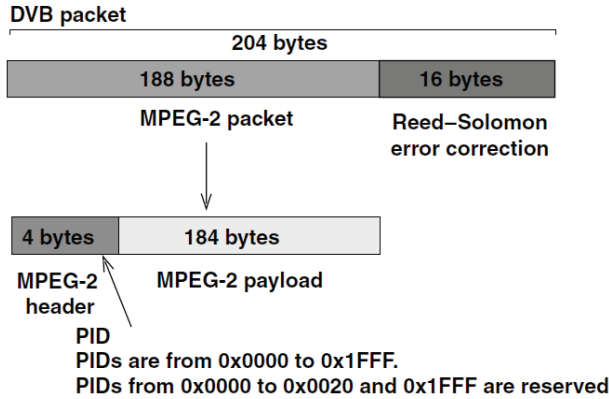 DVB packet
204 bytes
188 bytes
16 bytes
MPEG-2 packet
Reed–Solomon
error correction
4 bytes
184 bytes
MPEG-2
header
MPEG-2 payload
PID
PIDs are from 0x0000 to 0x1FFF.
PIDs from 0x0000 to 0x0020 and 0x1FFF are reserved